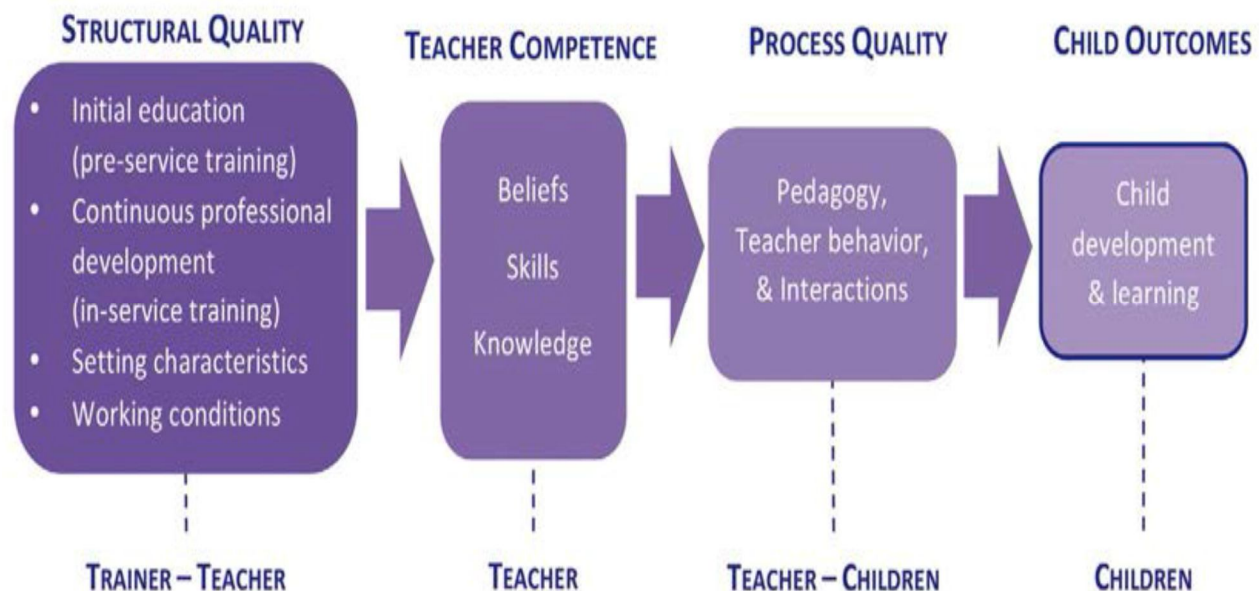 STRUCTURAL QUALITY
• Initial education
(pre-service training)
• Continuous professional
development
(in-service training)
• Setting characteristics
• Working conditions
TRAINER – TEACHER
TEACHER COMPETENCE
Beliefs
Skills
Knowledge
TEACHER
PROCESS QUALITY
Pedagogy,
Teacher behavior,
& Interactions
TEACHER – CHILDREN
CHILD OUTCOMES
Child
development
& learning
CHILDREN